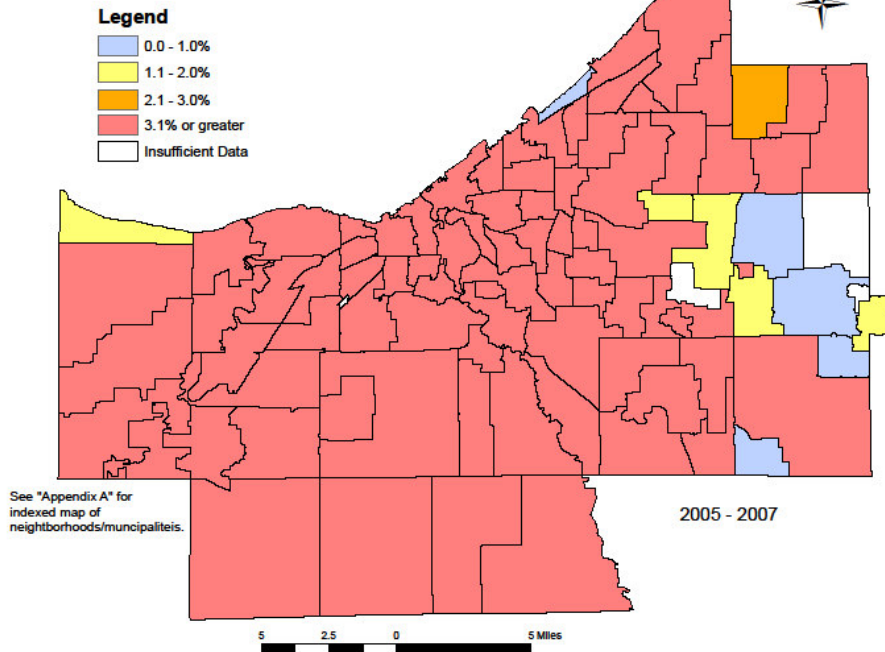 Legend
0.0 - 1.0%
1.1 - 2.0%
2.1 - 3.0%
3.1% or greater
Insufficient Data
See "Appendix A" for
indexed map of
neightborhoods/muncipaliteis.
2005 - 2007
5 2.5 0 5 Miles